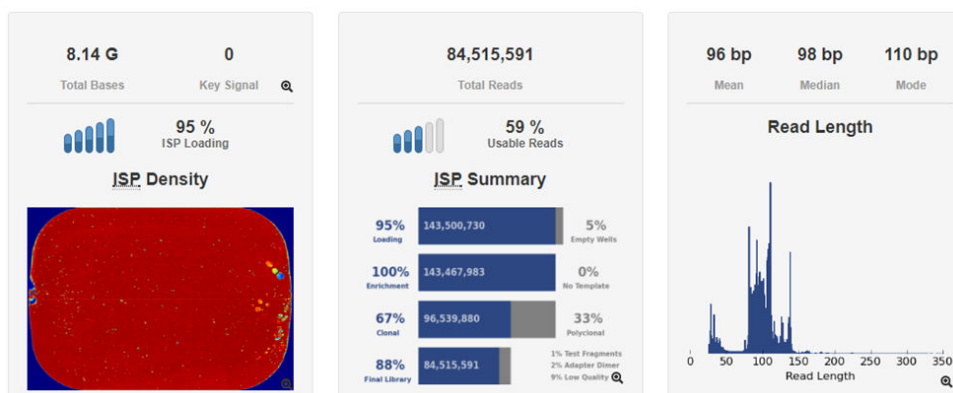 8.14 G
0
Total Bases
Key Signal
95 %
ISP Loading
ISP Density
84,515,591
Total Reads
59 %
Usable Reads
ISP Summary
95%
Loading
143,500,730
5%
Empty Wells
100%
Enrichment
143,467,983
0%
No Template
67%
Clonal
96,539,880
33%
Polyclonal
88%
Final Library
84,515,591
1% Test Fragments
2% Adapter Dimer
9% Low Quality
96 bp
98 bp
110 bp
Mean
Median
Mode
Read Length
0 50 100 150 200 250 300 350
Read Length